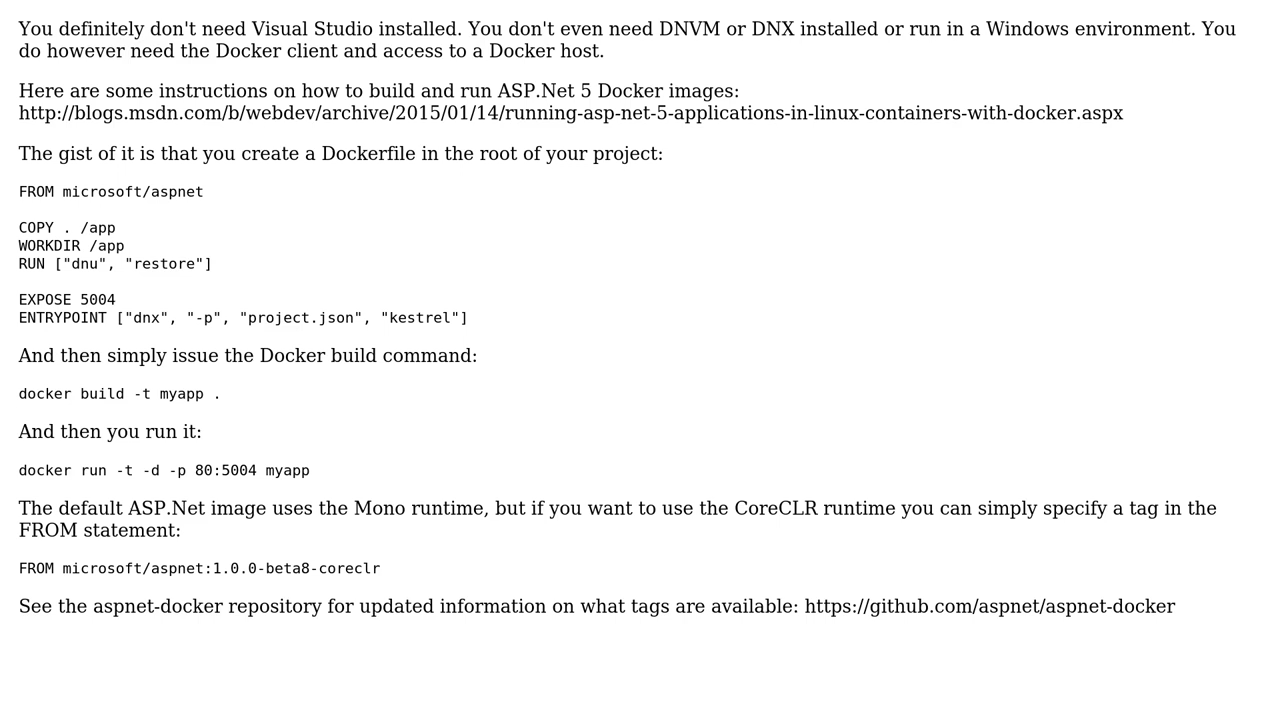 You definitely don't need Visual Studio installed. You don't even need DNVM or DNX installed or run in a Windows environment. You
do however need the Docker client and access to a Docker host.
Here are some instructions on how to build and run ASP.Net 5 Docker images:
http://blogs.msdn.com/b/webdev/archive/2015/01/14/running-asp-net-5-applications-in-linux-containers-with-docker.aspx
The gist of it is that you create a Dockerfile in the root of your project:
FROM microsoft/aspnet
COPY . /app
WORKDIR /app
RUN ["dnu", "restore"]
EXPOSE 5004
ENTRYPOINT ["dnx", "-p", "project.json", "kestrel"]
And then simply issue the Docker build command:
docker build -t myapp .
And then you run it:
docker run -t -d -p 80:5004 myapp
The default ASP.Net image uses the Mono runtime, but if you want to use the CoreCLR runtime you can simply specify a tag in the
FROM statement:
FROM microsoft/aspnet:1.0.0-beta8-coreclr
See the aspnet-docker repository for updated information on what tags are available: https://github.com/aspnet/aspnet-docker